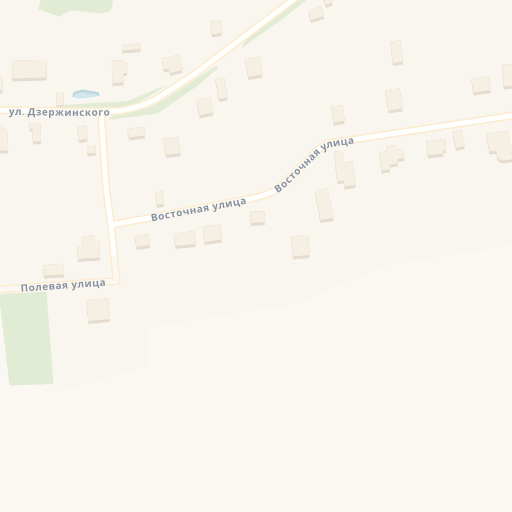 ул. Дзержинского
Восточная улица
Восточная улица
Полевая улица